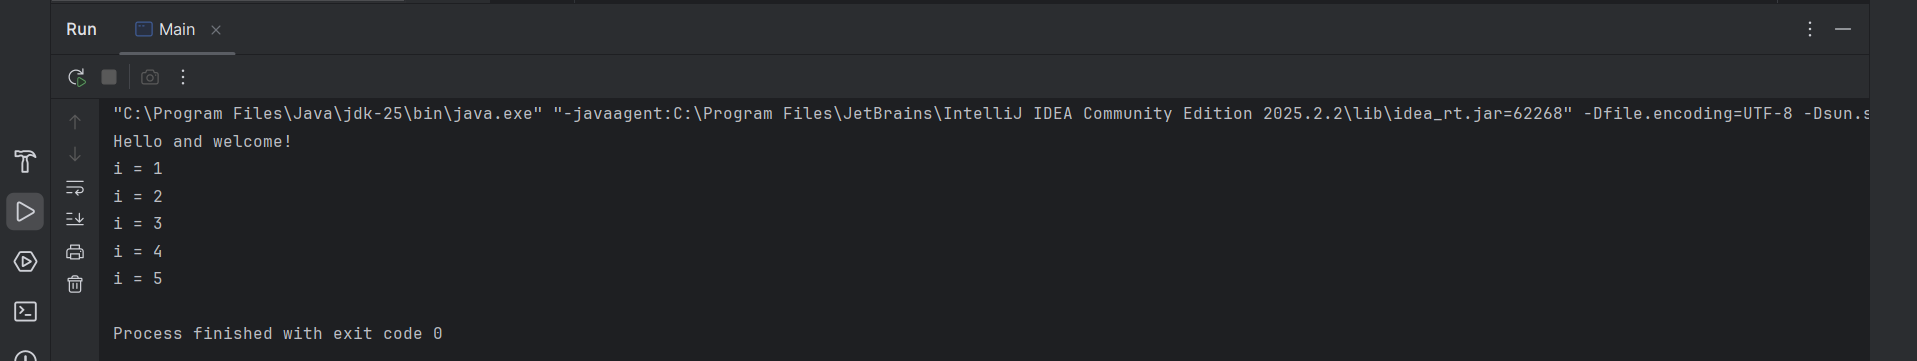 Run Main
"C:\Program Files\Java\jdk-25\bin\java.exe" "-javaagent:C:\Program Files\JetBrains\IntelliJ IDEA Community Edition 2025.2.2\lib\idea_rt.jar=62268" -Dfile.encoding=UTF-8 -Dsun.s
Hello and welcome!
i = 1
i = 2
i = 3
i = 4
i = 5
Process finished with exit code 0